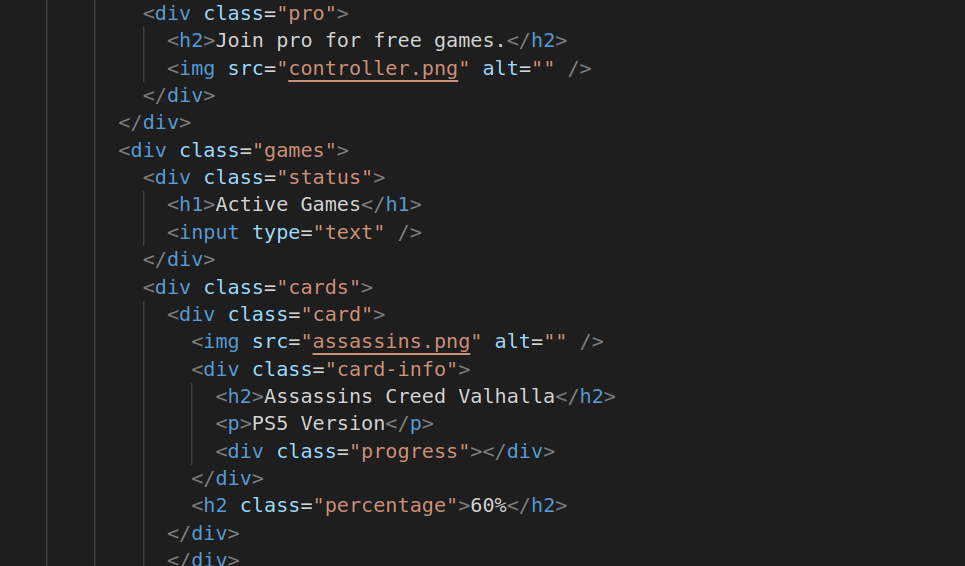 <div class="pro">
<h2>Join pro for free games.</h2>
<img src="controller.png" alt="" />
</div>
</div>
<div class="games">
<div class="status">
<h1>Active Games</h1>
<input type="text" />
</div>
<div class="cards">
<div class="card">
<img src="assassins.png" alt="" />
<div class="card-info">
<h2>Assassins Creed Valhalla</h2>
<p>PS5 Version</p>
<div class="progress"></div>
</div>
<h2 class="percentage">60%</h2>
</div>
</div>